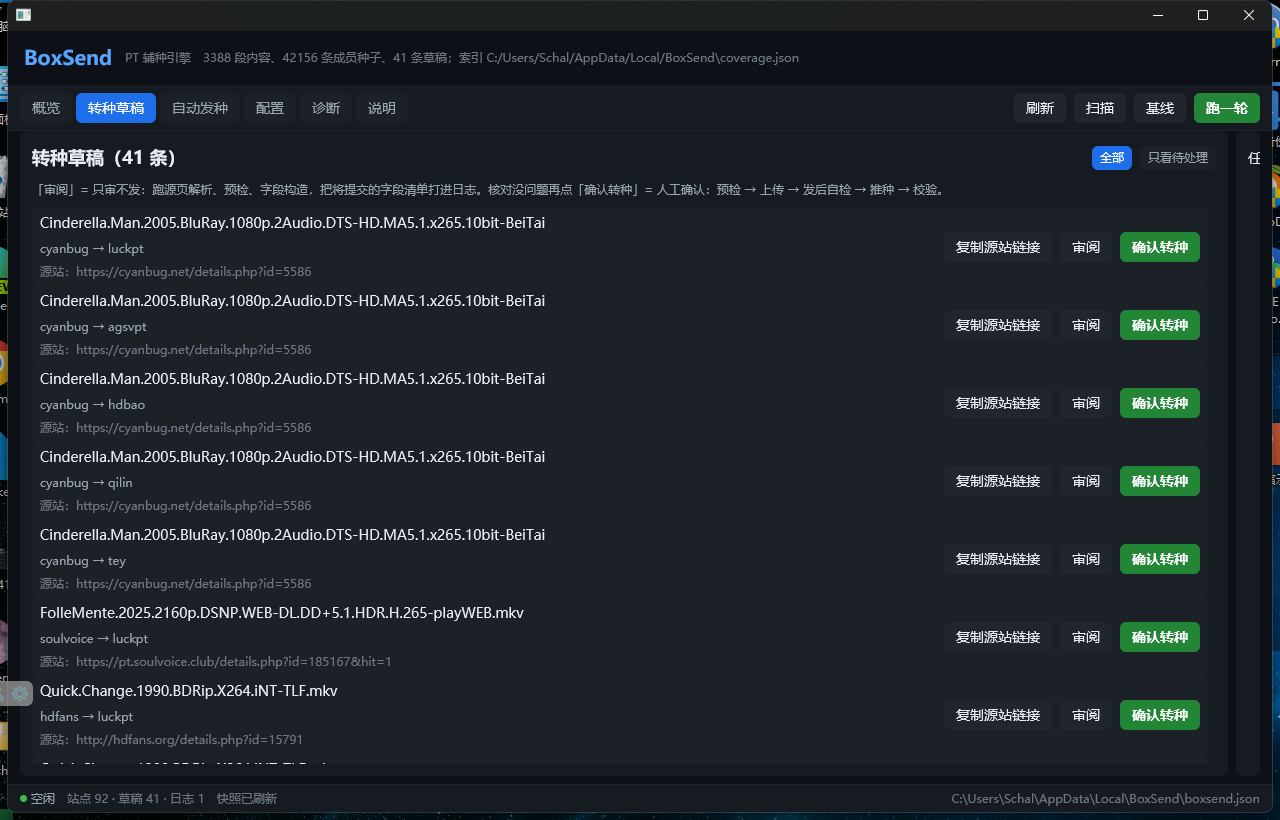 BoxSend PT 辅种引擎 3388 段内容、42156 条成员种子、41 条草稿；索引 C:/Users/Schal/AppData/Local/BoxSend\coverage.json
概览 转种草稿 自动发种 配置 诊断 说明 刷新 扫描 基线 跑一轮
转种草稿（41 条） 全部 只看待处理
任
「审阅」= 只审不发：跑源页解析、预检、字段构造，把将提交的字段清单打进日志。核对没问题再点「确认转种」= 人工确认：预检 → 上传 → 发后自检 → 推种 → 校验。
Cinderella.Man.2005.BluRay.1080p.2Audio.DTS-HD.MA5.1.x265.10bit-BeiTai
cyanbug → luckpt
源站：https://cyanbug.net/details.php?id=5586
复制源站链接 审阅 确认转种
Cinderella.Man.2005.BluRay.1080p.2Audio.DTS-HD.MA5.1.x265.10bit-BeiTai
cyanbug → agsvpt
源站：https://cyanbug.net/details.php?id=5586
复制源站链接 审阅 确认转种
Cinderella.Man.2005.BluRay.1080p.2Audio.DTS-HD.MA5.1.x265.10bit-BeiTai
cyanbug → hdbao
源站：https://cyanbug.net/details.php?id=5586
复制源站链接 审阅 确认转种
Cinderella.Man.2005.BluRay.1080p.2Audio.DTS-HD.MA5.1.x265.10bit-BeiTai
cyanbug → qilin
源站：https://cyanbug.net/details.php?id=5586
复制源站链接 审阅 确认转种
Cinderella.Man.2005.BluRay.1080p.2Audio.DTS-HD.MA5.1.x265.10bit-BeiTai
cyanbug → tey
源站：https://cyanbug.net/details.php?id=5586
复制源站链接 审阅 确认转种
FolleMente.2025.2160p.DSNP.WEB-DL.DD+5.1.HDR.H.265-playWEB.mkv
soulvoice → luckpt
源站：https://pt.soulvoice.club/details.php?id=185167&hit=1
复制源站链接 审阅 确认转种
Quick.Change.1990.BDRip.X264.iNT-TLF.mkv
hdfans → luckpt
源站：http://hdfans.org/details.php?id=15791
复制源站链接 审阅 确认转种
空闲 站点 92 · 草稿 41 · 日志 1 快照已刷新 C:\Users\Schal\AppData\Local\BoxSend\boxsend.json